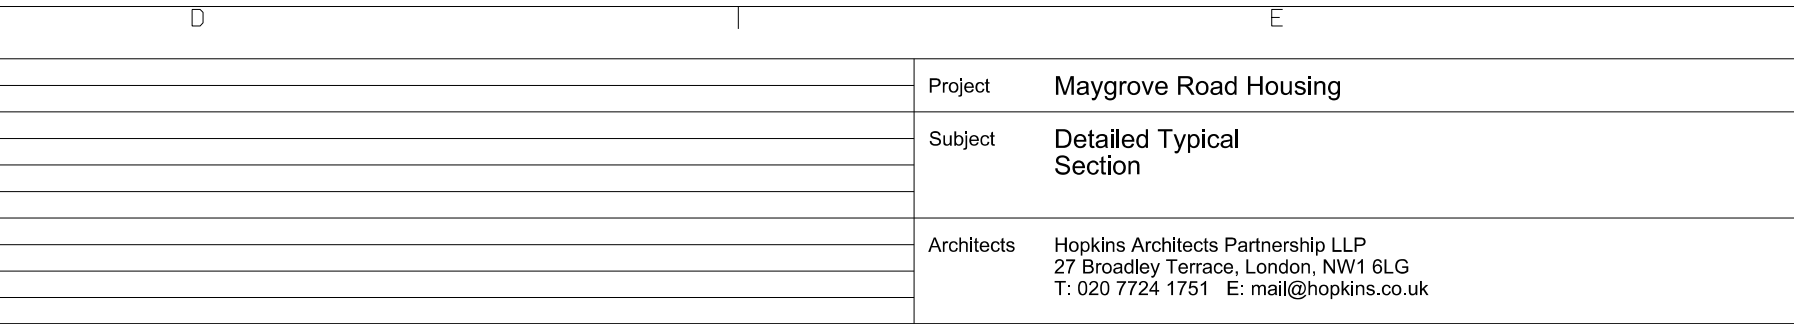 D E
Project Maygrove Road Housing
Subject Detailed Typical
Section
Architects Hopkins Architects Partnership LLP
27 Broadley Terrace, London, NW1 6LG
T: 020 7724 1751 E: mail@hopkins.co.uk